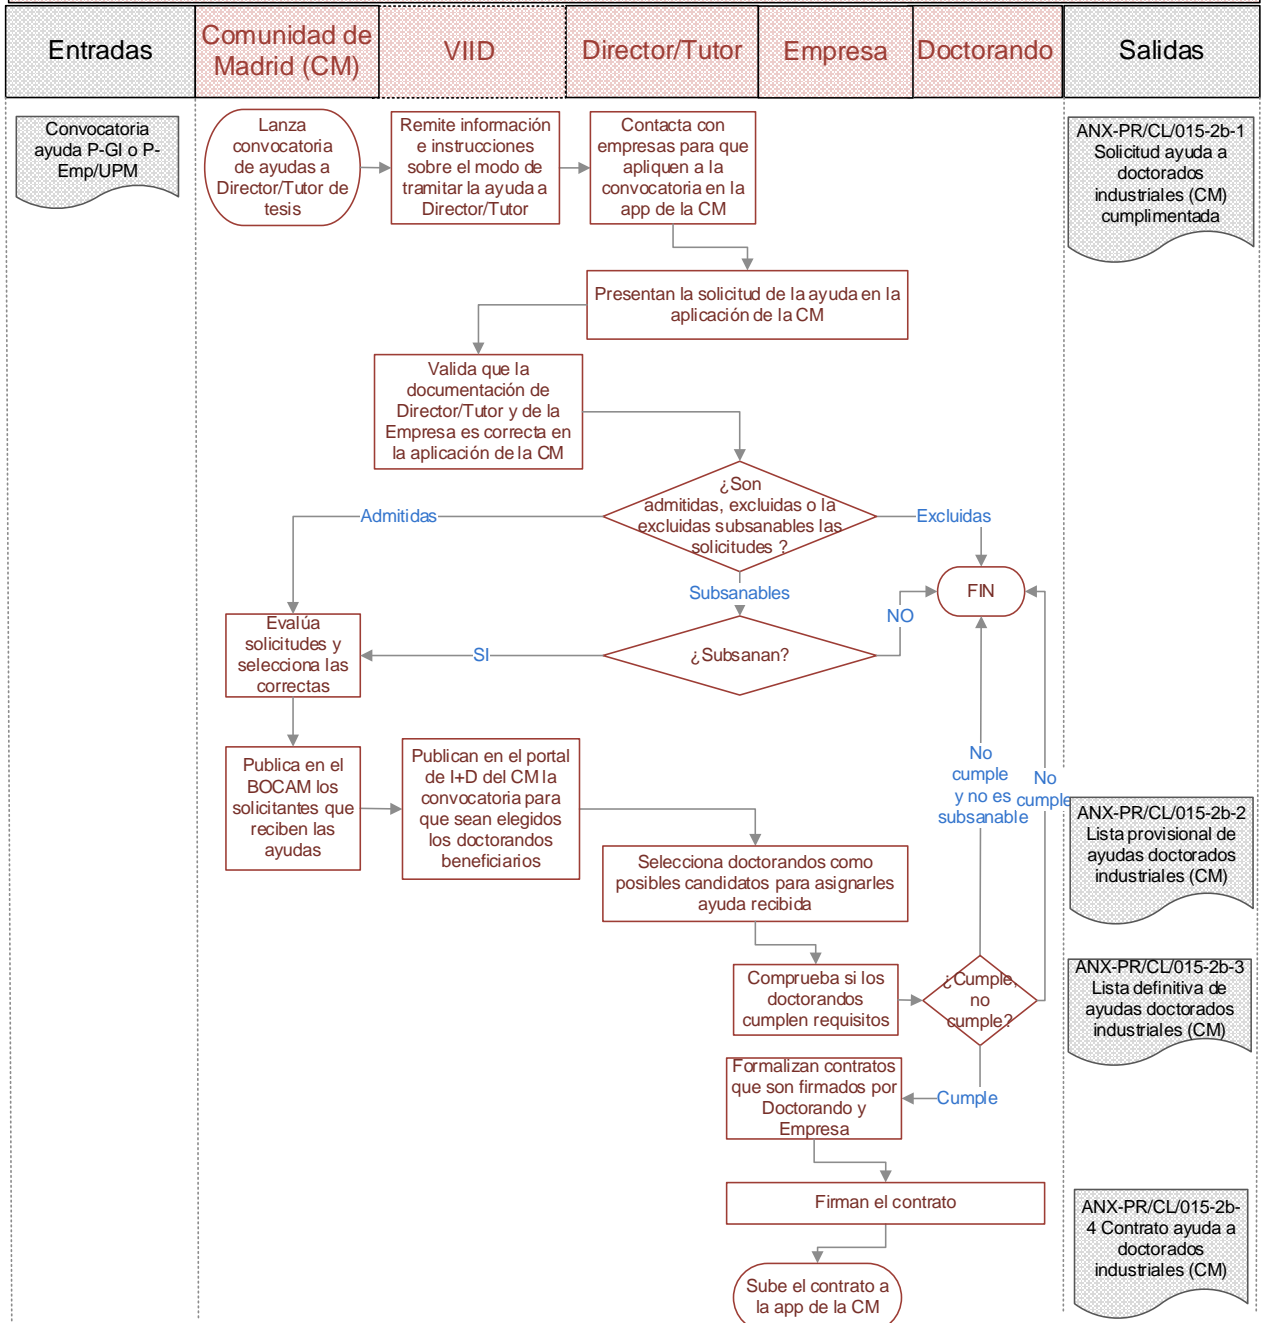 Entradas
Comunidad de
Madrid (CM)
VIID
Director/Tutor
Empresa
Doctorando
Salidas
Convocatoria
ayuda P-GI o P-
Emp/UPM
Lanza
convocatoria
de ayudas a
Director/Tutor de
tesis
Remite información
e instrucciones
sobre el modo de
tramitar la ayuda a
Director/Tutor
Contacta con
empresas para que
apliquen a la
convocatoria en la
app de la CM
ANX-PR/CL/015-2b-1
Solicitud ayuda a
doctorados
industriales (CM)
cumplimentada
Presentan la solicitud de la ayuda en la
aplicación de la CM
Valida que la
documentación de
Director/Tutor y de la
Empresa es correcta en
la aplicación de la CM
¿Son
admitidas, excluidas o la
excluidas subsanables las
solicitudes ?
Admitidas
Excluidas
Subsanables
FIN
NO
SI
¿Subsanan?
Evalúa
solicitudes y
selecciona las
correctas
Publica en el
BOCAM los
solicitantes que
reciben las
ayudas
Publican en el portal
de I+D del CM la
convocatoria para
que sean elegidos
los doctorandos
beneficiarios
No
cumple
y no es
subsanable
No
cumple
ANX-PR/CL/015-2b-2
Lista provisional de
ayudas doctorados
industriales (CM)
Selecciona doctorandos como
posibles candidatos para asignarles
ayuda recibida
Comprueba si los
doctorandos
cumplen requisitos
¿Cumple,
no
cumple?
ANX-PR/CL/015-2b-3
Lista definitiva de
ayudas doctorados
industriales (CM)
Formalizan contratos
que son firmados por
Doctorando y
Empresa
Cumple
Firman el contrato
ANX-PR/CL/015-2b-
4 Contrato ayuda a
doctorados
industriales (CM)
Sube el contrato a
la app de la CM